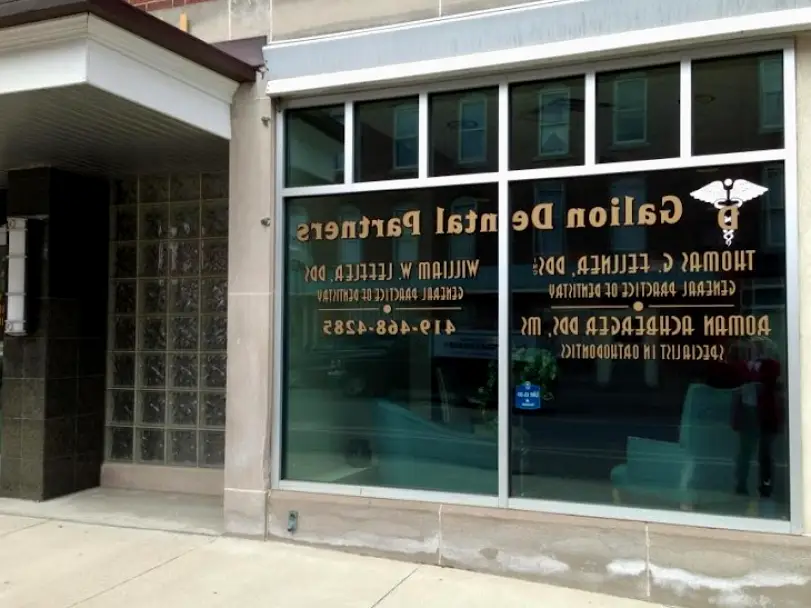 Galion Dental Partners
THOMAS G. FELLNER, DDS
GENERAL PRACTICE OF DENTISTRY
ROMAN ACHBERGER DDS, MS
SPECIALIST IN ORTHODONTICS
WILLIAM W. LEFFLER, DDS
GENERAL PRACTICE OF DENTISTRY
419-468-4285